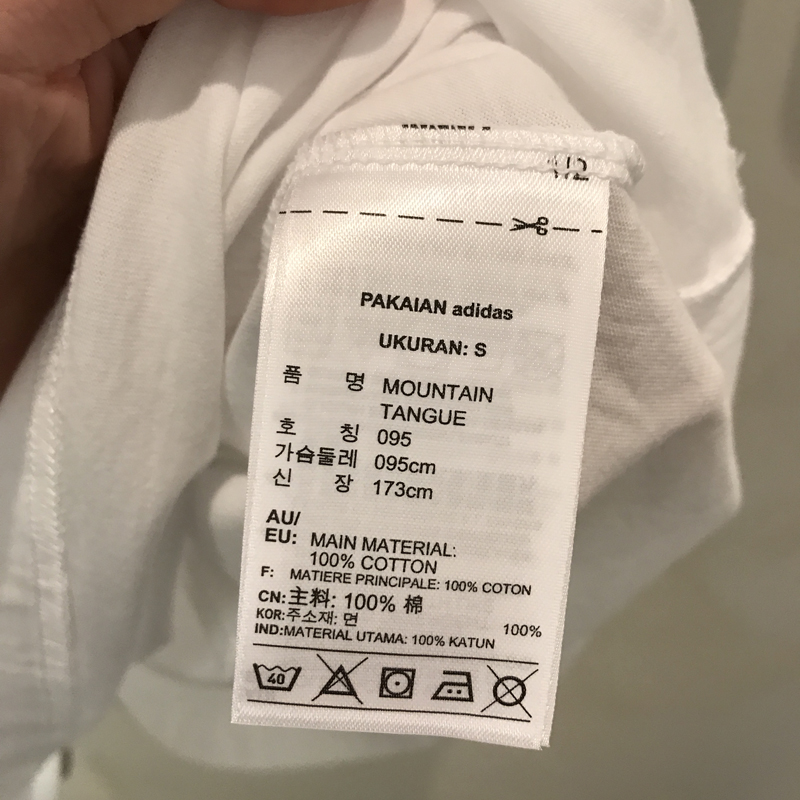 PAKAIAN adidas
UKURAN: S
품 명 MOUNTAIN
TANGUE
호 칭 095
가슴둘레 095cm
신 장 173cm
AU/
EU: MAIN MATERIAL:
100% COTTON
F: MATIERE PRINCIPALE: 100% COTON
CN:主料: 100% 棉
KOR:주소재: 면 100%
IND:MATERIAL UTAMA: 100% KATUN
40